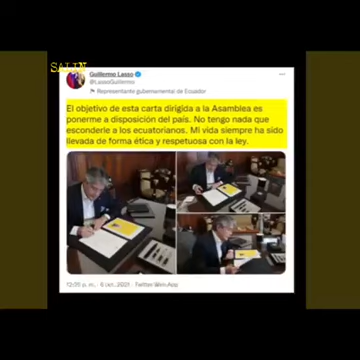 SALIN
Guillermo Lasso
@LassoGuillermo
Representante gubernamental de Ecuador
El objetivo de esta carta dirigida a la Asamblea es
ponerme a disposición del país. No tengo nada que
esconderle a los ecuatorianos. Mi vida siempre ha sido
llevada de forma ética y respetuosa con la ley.
12:05 p. m. · 6 oct. 2021 · Twitter Web App